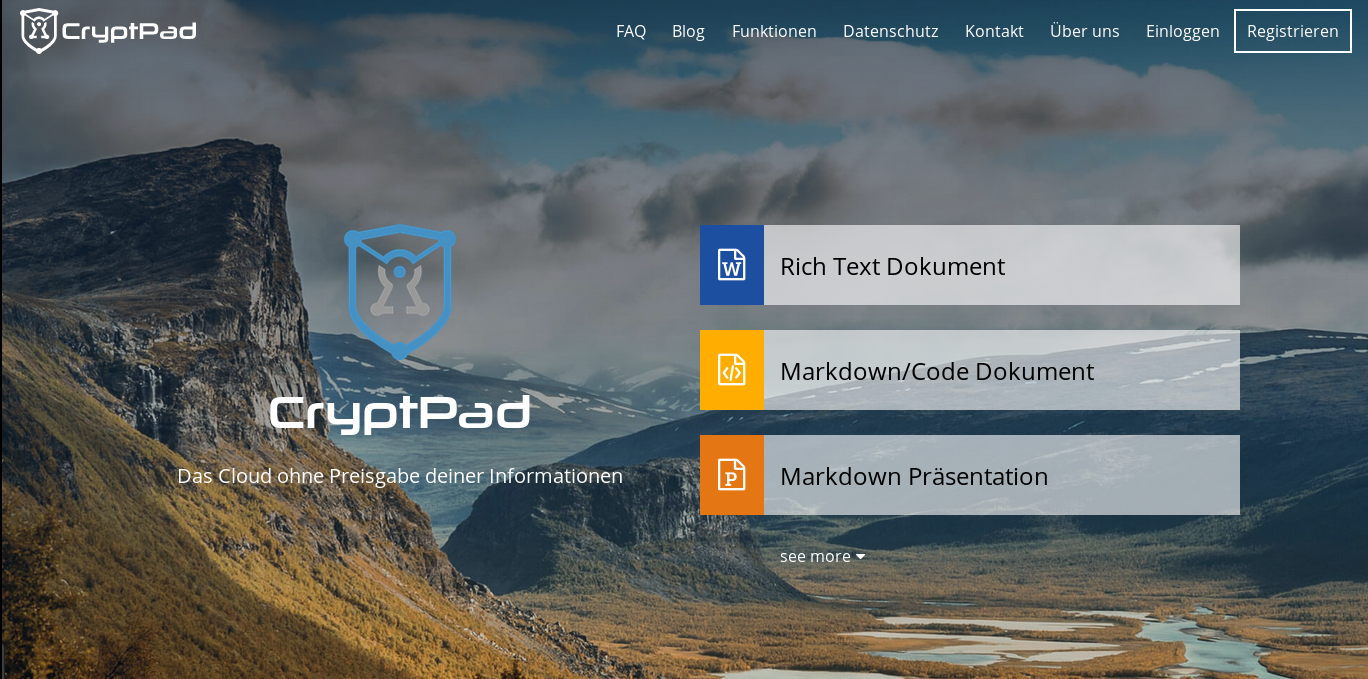 CryptPad
FAQ Blog Funktionen Datenschutz Kontakt Über uns Einloggen Registrieren
CryptPad
Das Cloud ohne Preisgabe deiner Informationen
W Rich Text Dokument
</> Markdown/Code Dokument
P Markdown Präsentation
see more